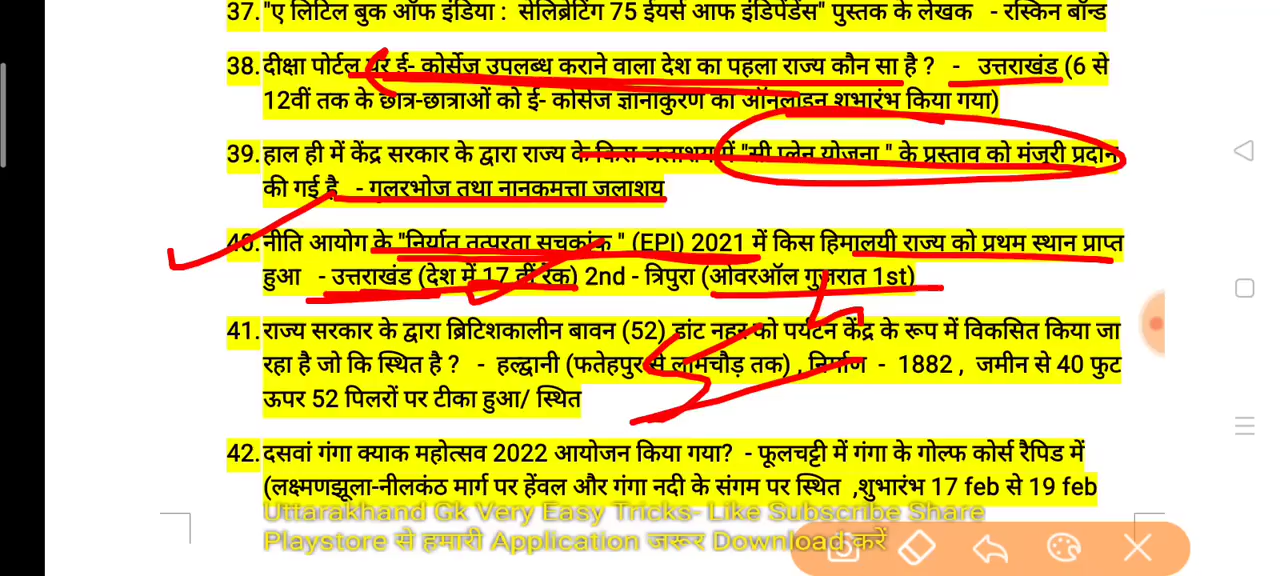 37. "ए लिटिल बुक ऑफ इंडिया : सेलिब्रेटिंग 75 ईयर्स आफ इंडिपेंडेंस" पुस्तक के लेखक - रस्किन बॉन्ड
38. दीक्षा पोर्टल पर ई- कोर्सेज उपलब्ध कराने वाला देश का पहला राज्य कौन सा है ? - उत्तराखंड (6 से
12वीं तक के छात्र-छात्राओं को ई- कोर्सेज ज्ञानांकुरण का ऑनलाइन शुभारंभ किया गया)
39. हाल ही में केंद्र सरकार के द्वारा राज्य के किस जलाशय में "सी प्लेन योजना " के प्रस्ताव को मंजूरी प्रदान
की गई है - गूलरभोज तथा नानकमत्ता जलाशय
40. नीति आयोग के "निर्यात तत्परता सूचकांक " (EPI) 2021 में किस हिमालयी राज्य को प्रथम स्थान प्राप्त
हुआ - उत्तराखंड (देश में 17 वीं रैंक) 2nd - त्रिपुरा (ओवरऑल गुजरात 1st)
41. राज्य सरकार के द्वारा ब्रिटिशकालीन बावन (52) डांट नहर को पर्यटन केंद्र के रूप में विकसित किया जा
रहा है जो कि स्थित है ? - हल्द्वानी (फतेहपुर से लामचौड़ तक) , निर्माण - 1882 , जमीन से 40 फुट
ऊपर 52 पिलरों पर टीका हुआ/ स्थित
42. दसवां गंगा क्याक महोत्सव 2022 आयोजन किया गया? - फूलचट्टी में गंगा के गोल्फ कोर्स रैपिड में
(लक्ष्मणझूला-नीलकंठ मार्ग पर हेंवल और गंगा नदी के संगम पर स्थित ,शुभारंभ 17 feb से 19 feb
Uttarakhand Gk Very Easy Tricks- Like Subscribe Share
Playstore से हमारी Application जरूर Download करें